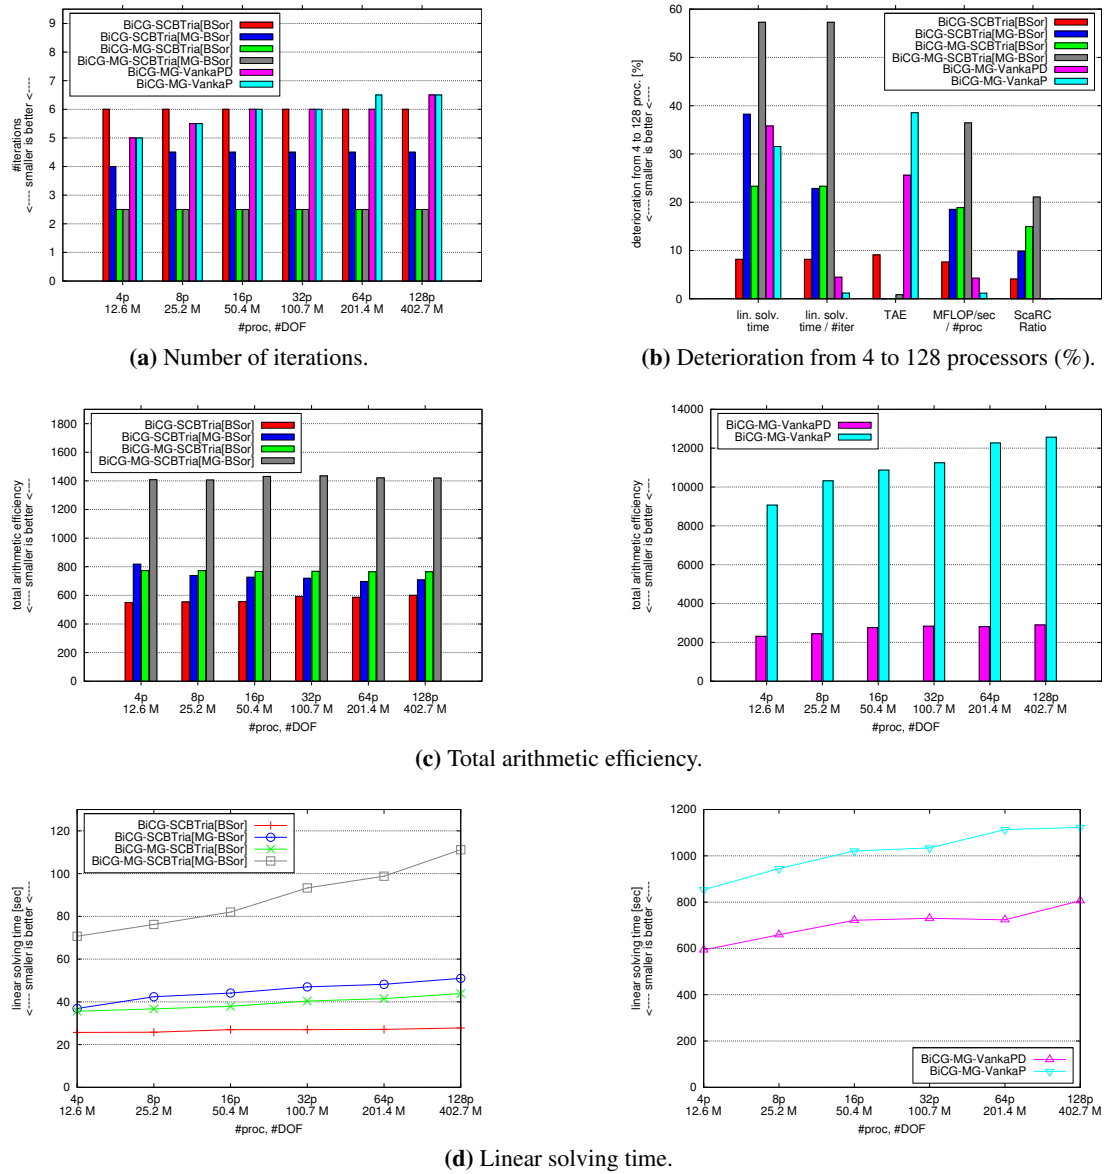 BiCG-SCBTria[BSor]
BiCG-SCBTria[MG-BSor]
BiCG-MG-SCBTria[BSor]
BiCG-MG-SCBTria[MG-BSor]
BiCG-MG-VankaPD
BiCG-MG-VankaP
9
8
7
6
5
4
3
2
1
0
#iterations
<---- smaller is better <----
4p 8p 16p 32p 64p 128p
12.6 M 25.2 M 50.4 M 100.7 M 201.4 M 402.7 M
#proc, #DOF
(a) Number of iterations.
BiCG-SCBTria[BSor]
BiCG-SCBTria[MG-BSor]
BiCG-MG-SCBTria[BSor]
BiCG-MG-SCBTria[MG-BSor]
BiCG-MG-VankaPD
BiCG-MG-VankaP
60
50
40
30
20
10
0
deterioration from 4 to 128 proc. [%]
<---- smaller is better <----
lin. solv. lin. solv. TAE MFLOP/sec ScaRC
time time / #iter / #proc Ratio
(b) Deterioration from 4 to 128 processors (%).
BiCG-SCBTria[BSor]
BiCG-SCBTria[MG-BSor]
BiCG-MG-SCBTria[BSor]
BiCG-MG-SCBTria[MG-BSor]
1800
1600
1400
1200
1000
800
600
400
200
0
total arithmetic efficiency
<---- smaller is better <----
4p 8p 16p 32p 64p 128p
12.6 M 25.2 M 50.4 M 100.7 M 201.4 M 402.7 M
#proc, #DOF
BiCG-MG-VankaPD
BiCG-MG-VankaP
14000
12000
10000
8000
6000
4000
2000
0
total arithmetic efficiency
<---- smaller is better <----
4p 8p 16p 32p 64p 128p
12.6 M 25.2 M 50.4 M 100.7 M 201.4 M 402.7 M
#proc, #DOF
(c) Total arithmetic efficiency.
BiCG-SCBTria[BSor]
BiCG-SCBTria[MG-BSor]
BiCG-MG-SCBTria[BSor]
BiCG-MG-SCBTria[MG-BSor]
120
100
80
60
40
20
0
linear solving time [sec]
<---- smaller is better <----
4p 8p 16p 32p 64p 128p
12.6 M 25.2 M 50.4 M 100.7 M 201.4 M 402.7 M
#proc, #DOF
1200
1000
800
600
400
200
0
linear solving time [sec]
<---- smaller is better <----
BiCG-MG-VankaPD
BiCG-MG-VankaP
4p 8p 16p 32p 64p 128p
12.6 M 25.2 M 50.4 M 100.7 M 201.4 M 402.7 M
#proc, #DOF
(d) Linear solving time.